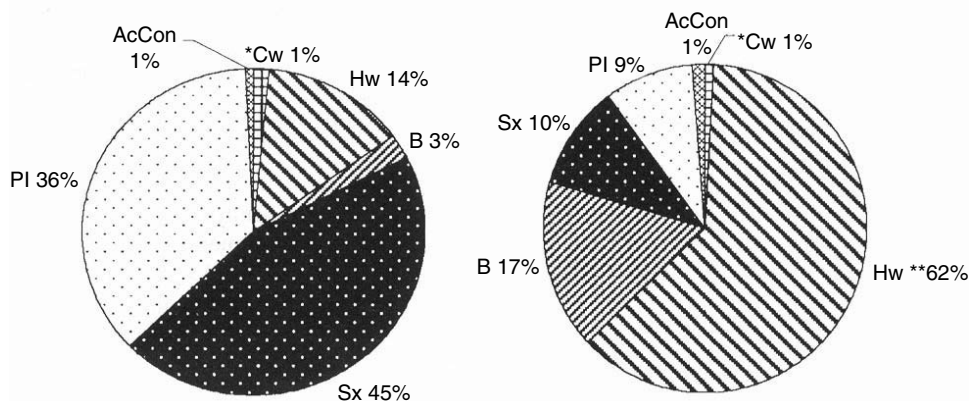 AcCon
1%
*Cw 1%
Hw 14%
B 3%
Sx 45%
Pl 36%
AcCon
1%
*Cw 1%
Hw **62%
B 17%
Sx 10%
Pl 9%